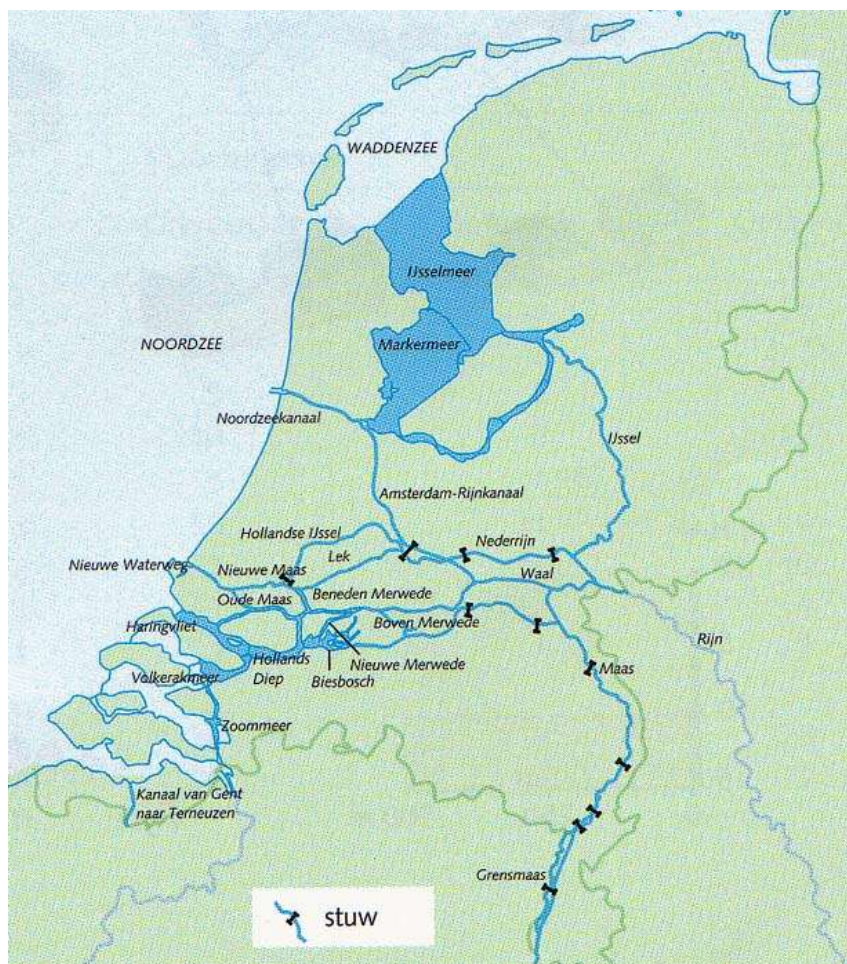 WADDENZEE
IJsselmeer
NOORDZEE
Markermeer
Noordzeekanaal
IJssel
Amsterdam-Rijnkanaal
Hollandse IJssel
Nederrijn
Lek
Nieuwe Waterweg
Nieuwe Maas
Waal
Oude Maas
Beneden Merwede
Haringvliet
Boven Merwede
Rijn
Hollands
Diep
Nieuwe Merwede
Maas
Volkerakmeer
Biesbosch
Zoommeer
Kanaal van Gent
naar Terneuzen
Grensmaas
stuw